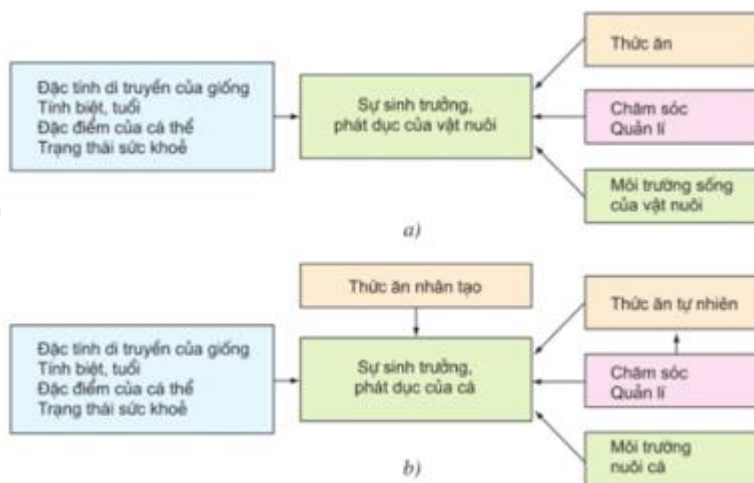 Đặc tính di truyền của giống
Tính biệt, tuổi
Đặc điểm của cá thể
Trạng thái sức khoẻ
Sự sinh trưởng,
phát dục của vật nuôi
Thức ăn
Chăm sóc
Quản lí
Môi trường sống
của vật nuôi
a)
Thức ăn nhân tạo
Đặc tính di truyền của giống
Tính biệt, tuổi
Đặc điểm của cá thể
Trạng thái sức khoẻ
Sự sinh trưởng,
phát dục của cá
Thức ăn tự nhiên
Chăm sóc
Quản lí
Môi trường
nuôi cá
b)